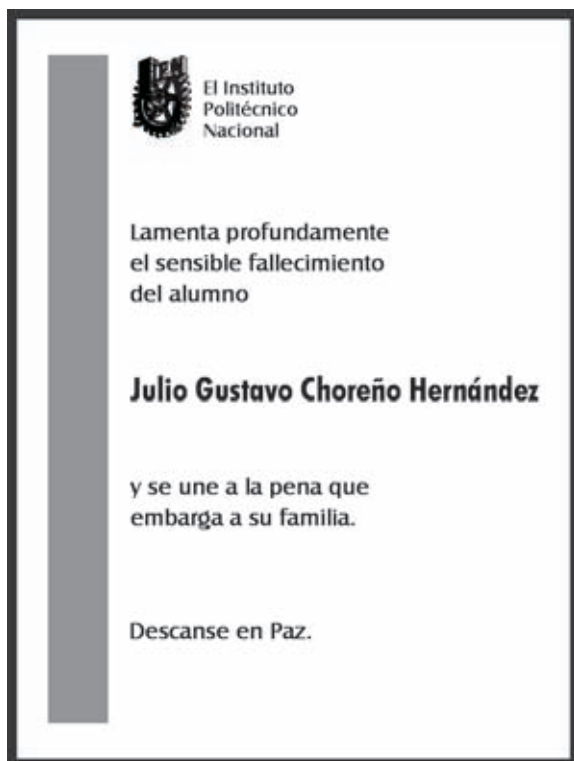 El Instituto
Politécnico
Nacional
Lamenta profundamente
el sensible fallecimiento
del alumno
Julio Gustavo Choreño Hernández
y se une a la pena que
embarga a su familia.
Descanse en Paz.